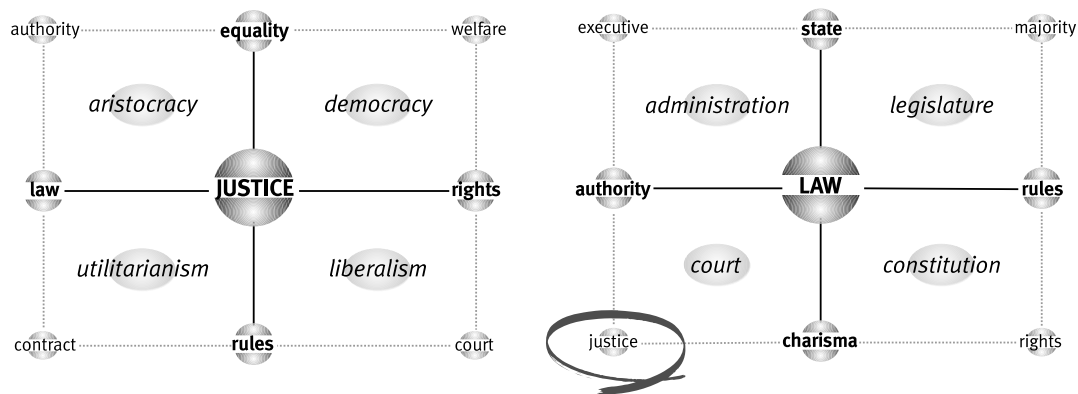 authority equality welfare
aristocracy democracy
law JUSTICE rights
utilitarianism liberalism
contract rules court
executive state majority
administration legislature
authority LAW rules
court constitution
justice charisma rights